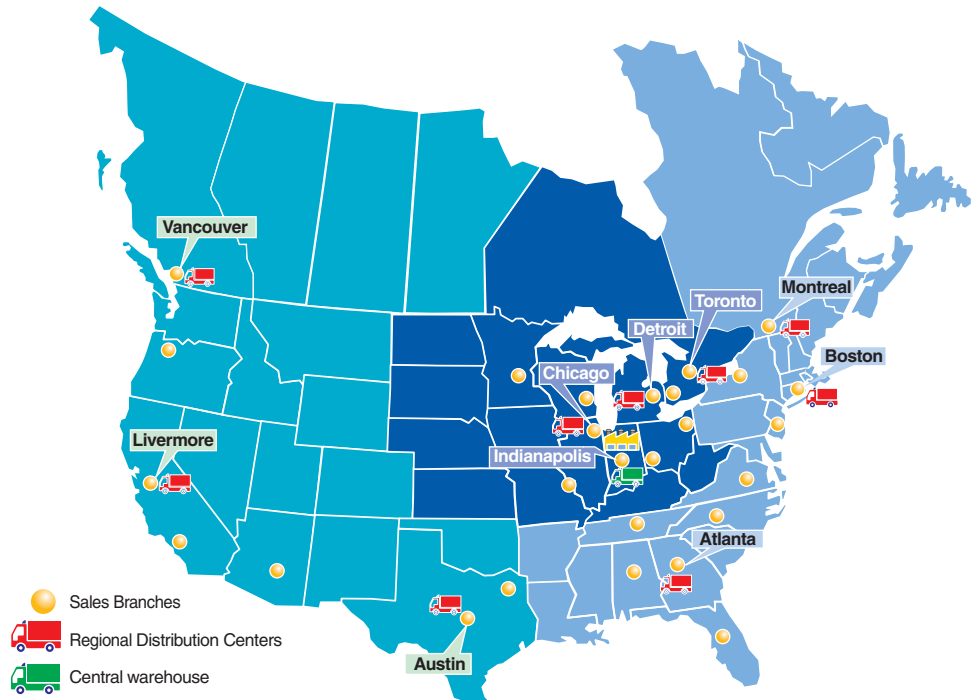 Vancouver
Montreal
Toronto
Detroit
Boston
Chicago
Livermore
Indianapolis
Atlanta
Sales Branches
Regional Distribution Centers
Austin
Central warehouse